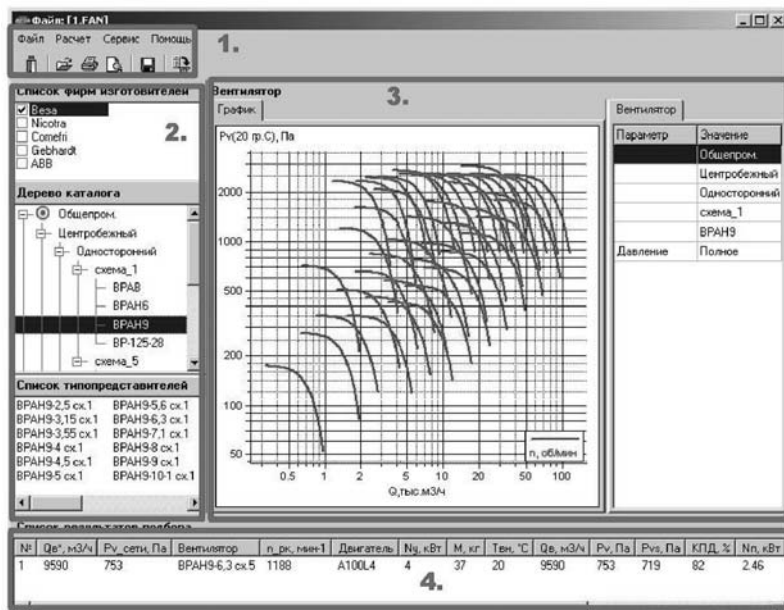 Файл: [1.FAN]
Файл Расчет Сервис Помощь
1.
Список фирм изготовителей
Веза
Nicotra
Comefri
Gebhardt
ABB
2.
Дерево каталога
Общепром.
Центробежный
Односторонний
схема_1
ВРАВ
ВРАН6
ВРАН9
ВР-125-28
схема_5
Список типопредставителей
ВРАН9-2,5 сх.1 ВРАН9-5,6 сх.1
ВРАН9-3,15 сх.1 ВРАН9-6,3 сх.1
ВРАН9-3,55 сх.1 ВРАН9-7,1 сх.1
ВРАН9-4 сх.1 ВРАН9-8 сх.1
ВРАН9-4,5 сх.1 ВРАН9-9 сх.1
ВРАН9-5 сх.1 ВРАН9-10-1 сх.1
Вентилятор
3.
График
Pv(20 гр.С), Па
2000
1000
500
200
100
50
0.5 1 2 5 10 20 50 100
Q,тыс.м3/ч
n, об/мин
Вентилятор
Параметр Значение
Общепром.
Центробежный
Односторонний
схема_1
ВРАН9
Давление Полное
Список результатов подбора
№ Qв*, м3/ч Pv_сети, Па Вентилятор n_рк, мин-1 Двигатель Ny, кВт М, кг Твн, °С Qв, м3/ч Pv, Па Pvs, Па КПД, % Nп, кВт
1 9590 753 ВРАН9-6,3 сх.5 1188 A100L4 4 37 20 9590 753 719 82 2.46
4.